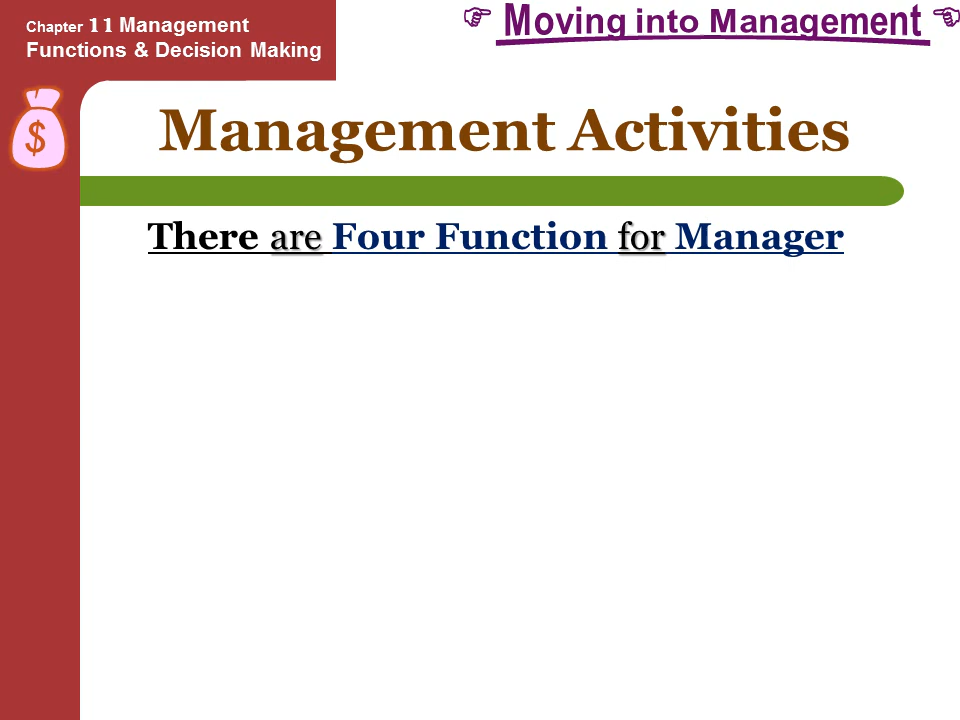 Chapter 11 Management
Functions & Decision Making
☞ Moving into Management ☜
$
Management Activities
There are Four Function for Manager